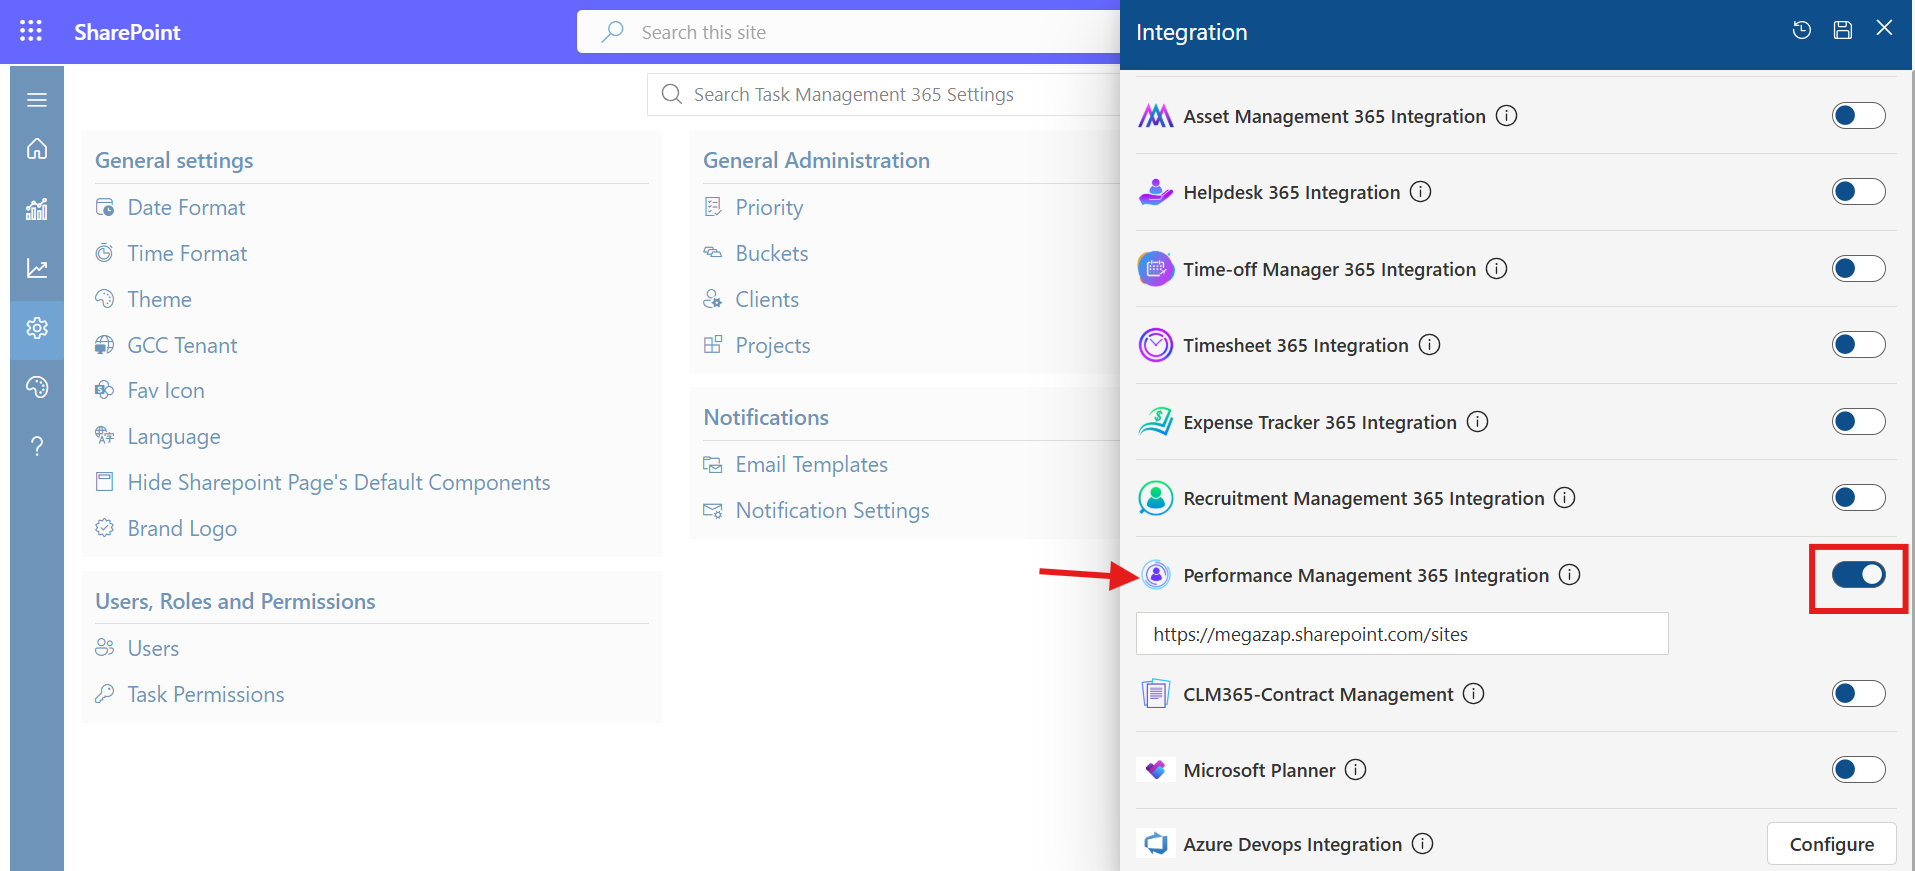 SharePoint
Search this site
Search Task Management 365 Settings
General settings
Date Format
Time Format
Theme
GCC Tenant
Fav Icon
Language
Hide Sharepoint Page's Default Components
Brand Logo
Users, Roles and Permissions
Users
Task Permissions
General Administration
Priority
Buckets
Clients
Projects
Notifications
Email Templates
Notification Settings
Integration
Asset Management 365 Integration
Helpdesk 365 Integration
Time-off Manager 365 Integration
Timesheet 365 Integration
Expense Tracker 365 Integration
Recruitment Management 365 Integration
Performance Management 365 Integration
https://megazap.sharepoint.com/sites
CLM365-Contract Management
Microsoft Planner
Azure Devops Integration
Configure